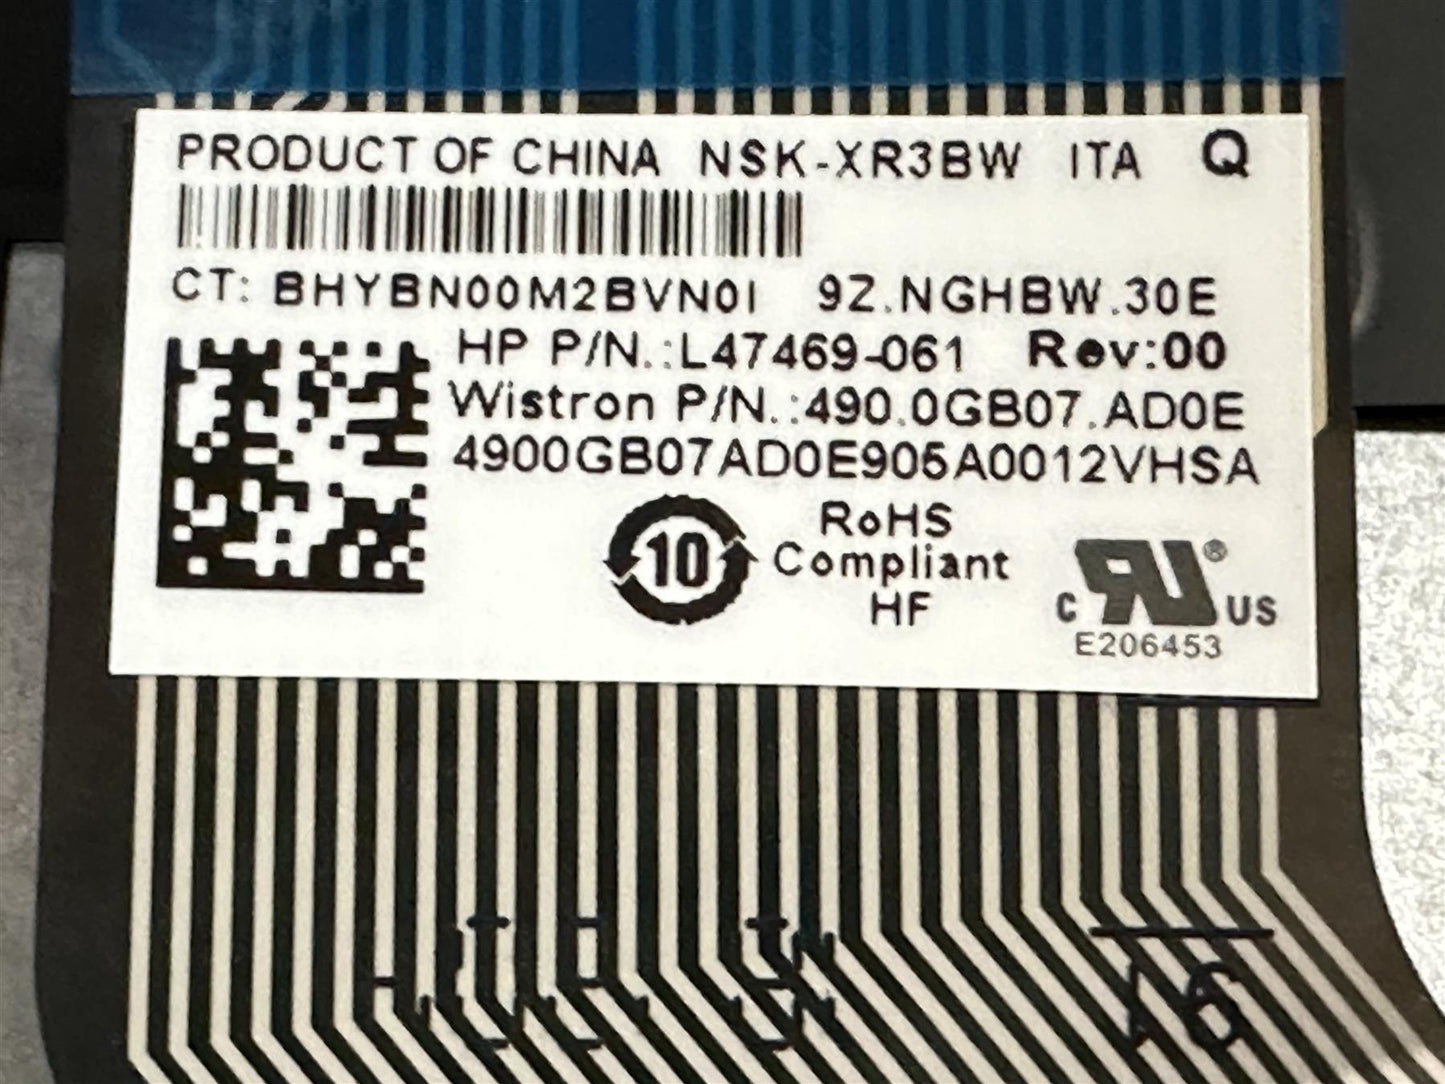 PRODUCT OF CHINA NSK-XR3BW ITA Q
CT: BHYBN00M2BVN0I 9Z.NGHBW.30E
HP P/N.:L47469-061 Rev:00
Wistron P/N.:490.0GB07.AD0E
4900GB07AD0E905A0012VHSA
10
RoHS
Compliant
HF
C RU ® US
E206453